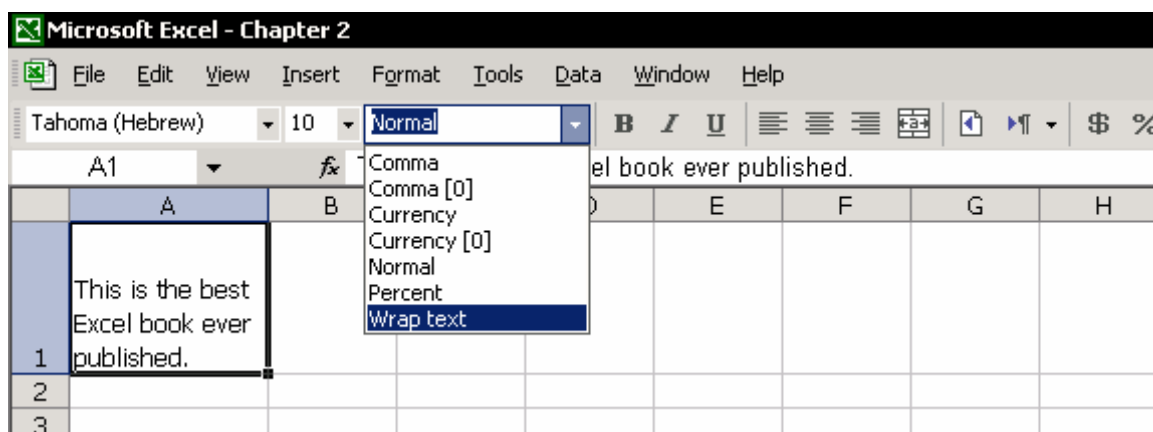 Microsoft Excel - Chapter 2
File Edit View Insert Format Tools Data Window Help
Tahoma (Hebrew) 10 Normal B I U $ %
A1 fx el book ever published.
Comma
Comma [0]
Currency
Currency [0]
Normal
Percent
Wrap text
A B E F G H
This is the best
Excel book ever
1 published.
2
3